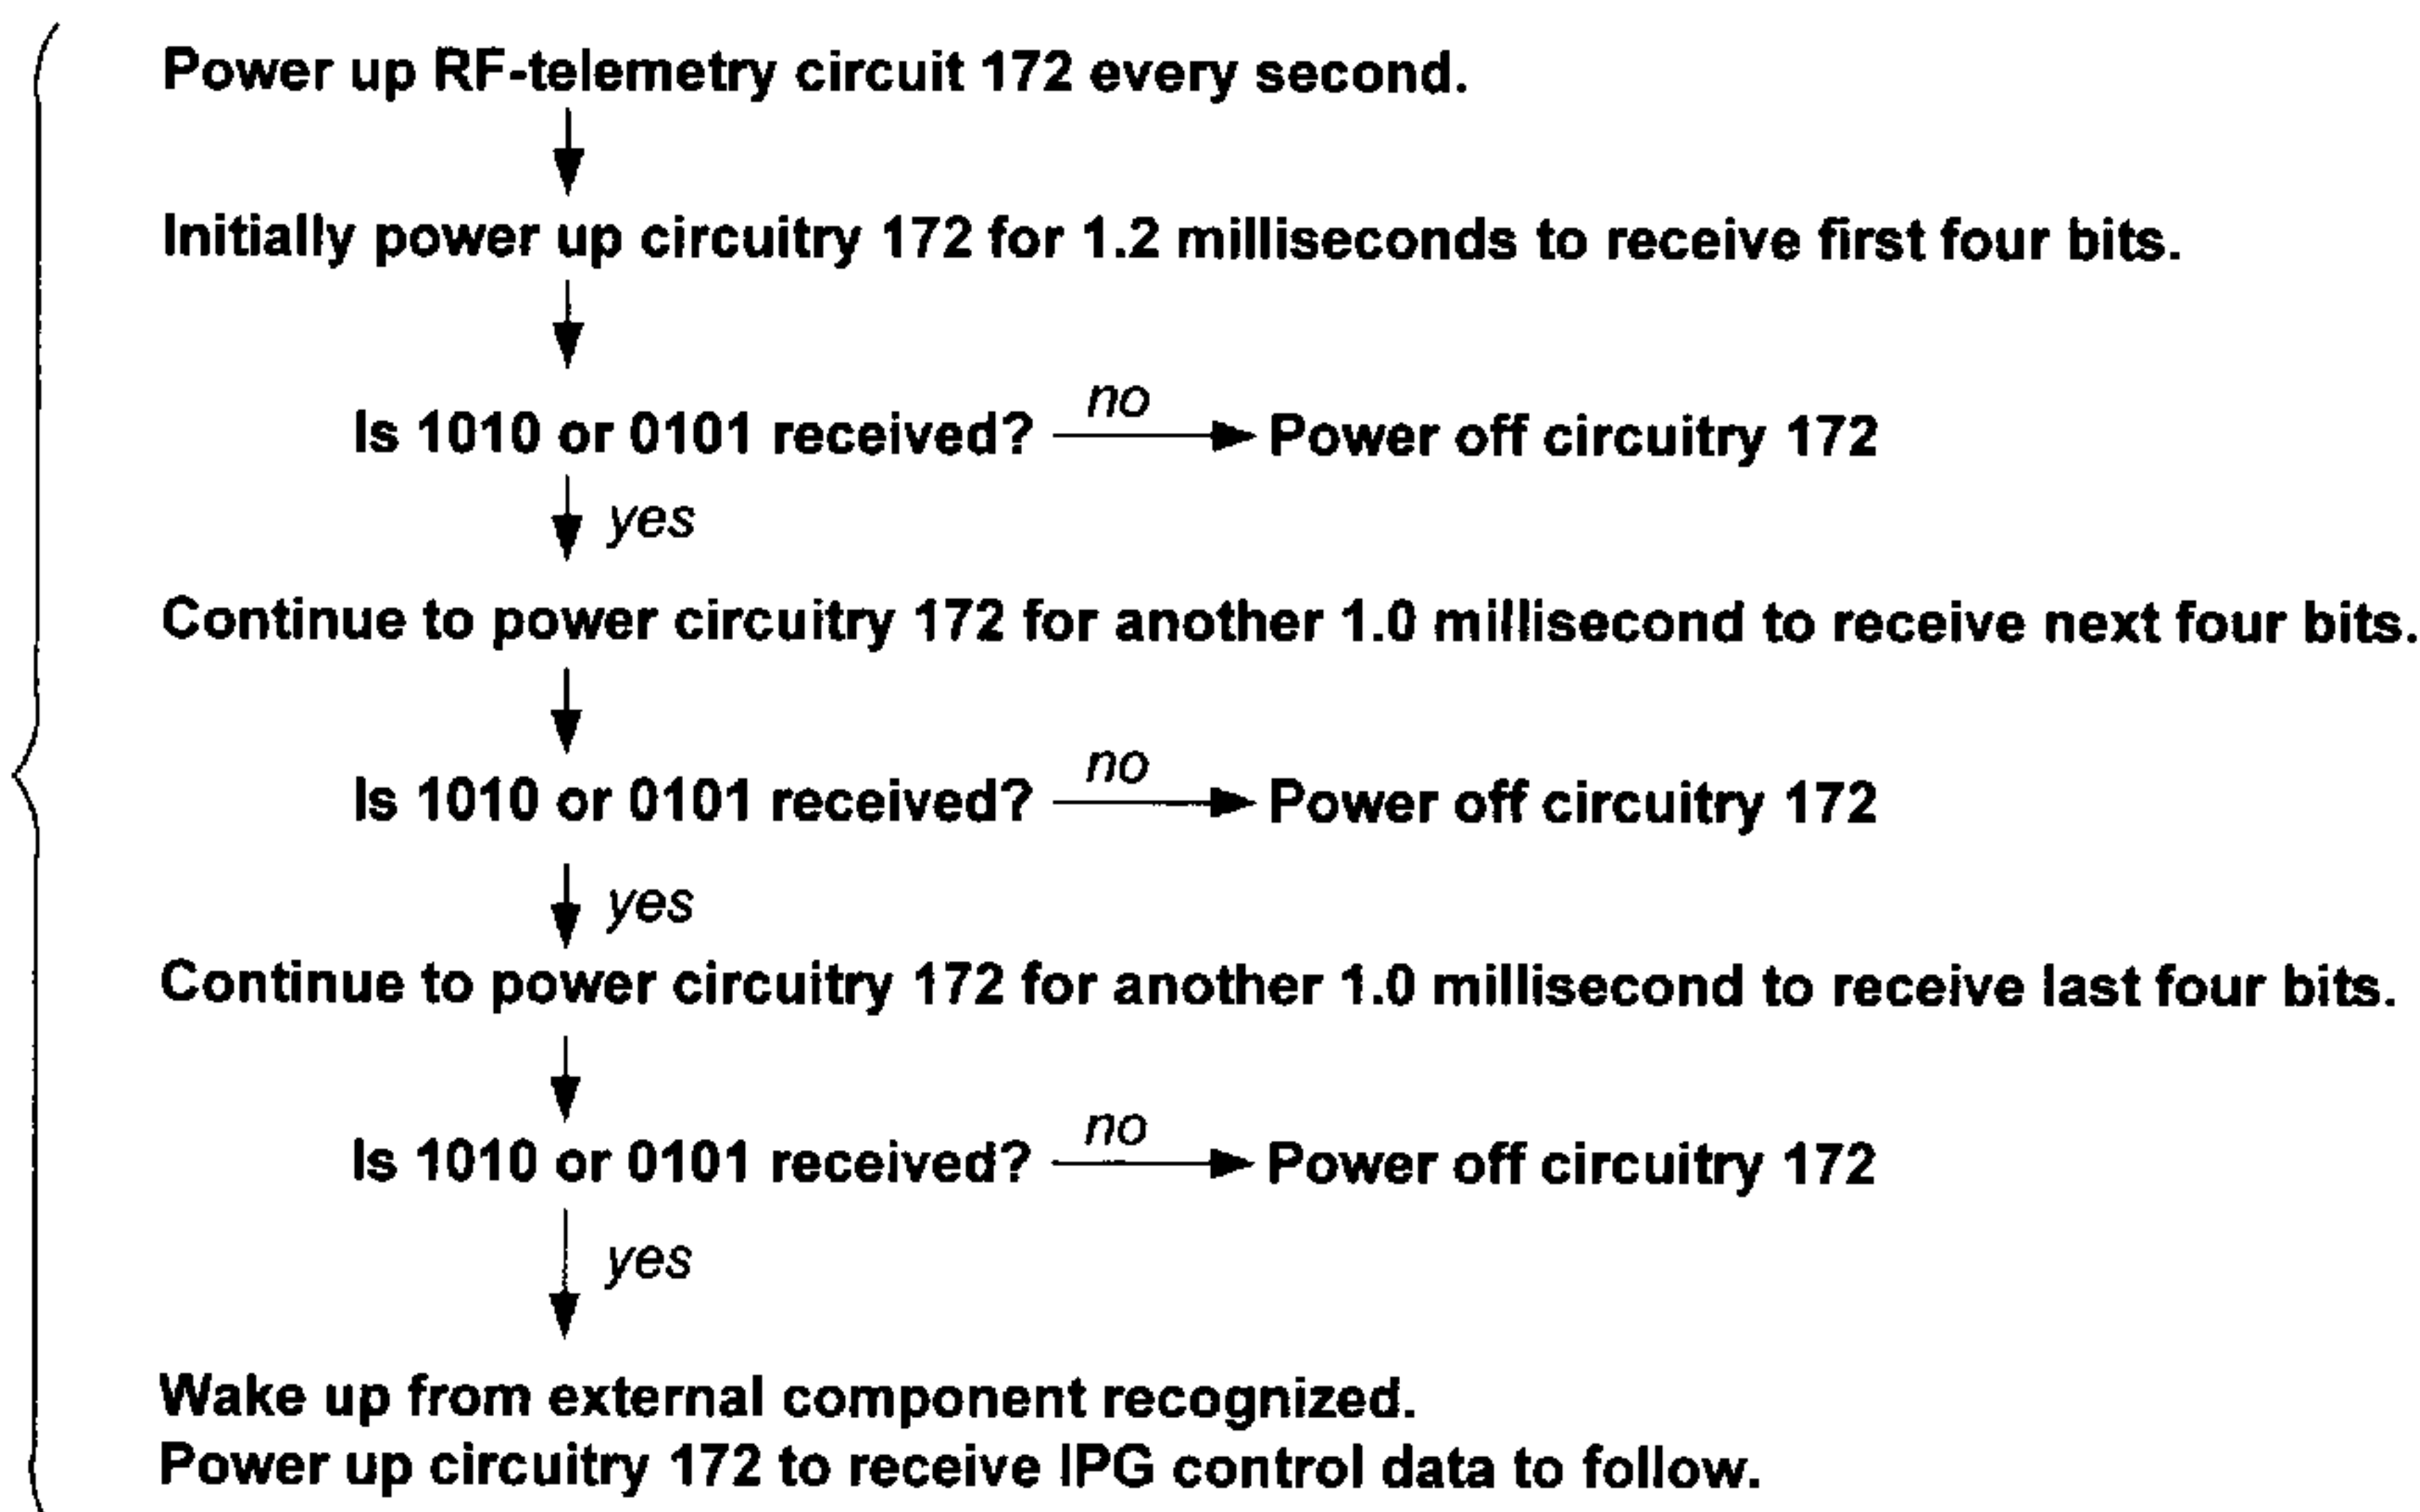 Power up RF-telemetry circuit 172 every second.
Initially power up circuitry 172 for 1.2 milliseconds to receive first four bits.
Is 1010 or 0101 received? no Power off circuitry 172
yes
Continue to power circuitry 172 for another 1.0 millisecond to receive next four bits.
Is 1010 or 0101 received? no Power off circuitry 172
yes
Continue to power circuitry 172 for another 1.0 millisecond to receive last four bits.
Is 1010 or 0101 received? no Power off circuitry 172
yes
Wake up from external component recognized.
Power up circuitry 172 to receive IPG control data to follow.